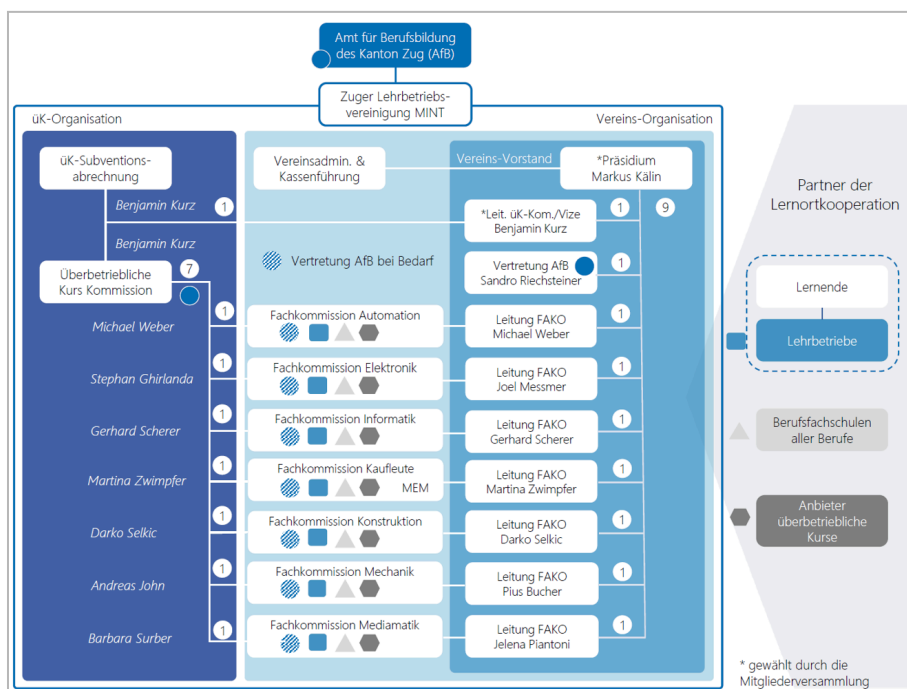 Amt für Berufsbildung
des Kanton Zug (AfB)
Zuger Lehrbetriebs-
vereinigung MINT
üK-Organisation
Vereins-Organisation
üK-Subventions-
abrechnung
Vereinsadmin. &
Kassenführung
Vereins-Vorstand
*Präsidium
Markus Kälin
Benjamin Kurz
1
*Leit. üK-Kom./Vize
Benjamin Kurz
1
9
Benjamin Kurz
Überbetriebliche
Kurs Kommission
7
Vertretung AfB bei Bedarf
Vertretung AfB
Sandro Riechsteiner
1
Michael Weber
1
Fachkommission Automation
Leitung FAKO
Michael Weber
1
Stephan Ghirlanda
1
Fachkommission Elektronik
Leitung FAKO
Joel Messmer
1
Gerhard Scherer
1
Fachkommission Informatik
Leitung FAKO
Gerhard Scherer
1
Martina Zwimpfer
1
Fachkommission Kaufleute
MEM
Leitung FAKO
Martina Zwimpfer
1
Darko Selkic
1
Fachkommission Konstruktion
Leitung FAKO
Darko Selkic
1
Andreas John
1
Fachkommission Mechanik
Leitung FAKO
Pius Bucher
1
Barbara Surber
1
Fachkommission Mediamatik
Leitung FAKO
Jelena Piantoni
1
Partner der
Lernortkooperation
Lernende
Lehrbetriebe
Berufsfachschulen
aller Berufe
Anbieter
überbetriebliche
Kurse
* gewählt durch die
Mitgliederversammlung